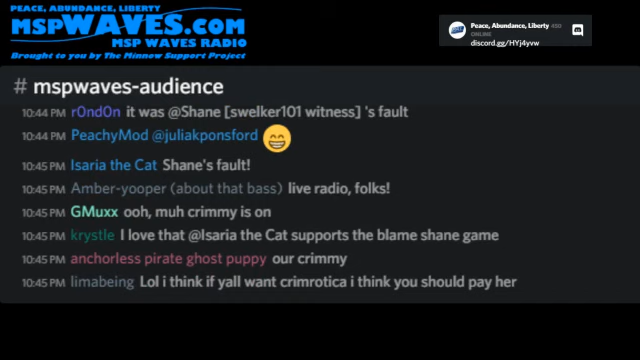 PEACE, ABUNDANCE, LIBERTY
MSPWAVES.COM
MSP WAVES RADIO
Brought to you by The Minnow Support Project
Peace, Abundance, Liberty 450
ONLINE
discord.gg/HYj4yvw
# mspwaves-audience
10:44 PM r0nd0n it was @Shane [swelker101 witness] 's fault
10:44 PM PeachyMod @juliakponsford 😁
10:45 PM Isaria the Cat Shane's fault!
10:45 PM Amber-yooper (about that bass) live radio, folks!
10:45 PM GMuxx ooh, muh crimmy is on
10:45 PM krystle I love that @Isaria the Cat supports the blame shane game
10:45 PM anchorless pirate ghost puppy our crimmy
10:45 PM limabeing Lol i think if yall want crimrotica i think you should pay her